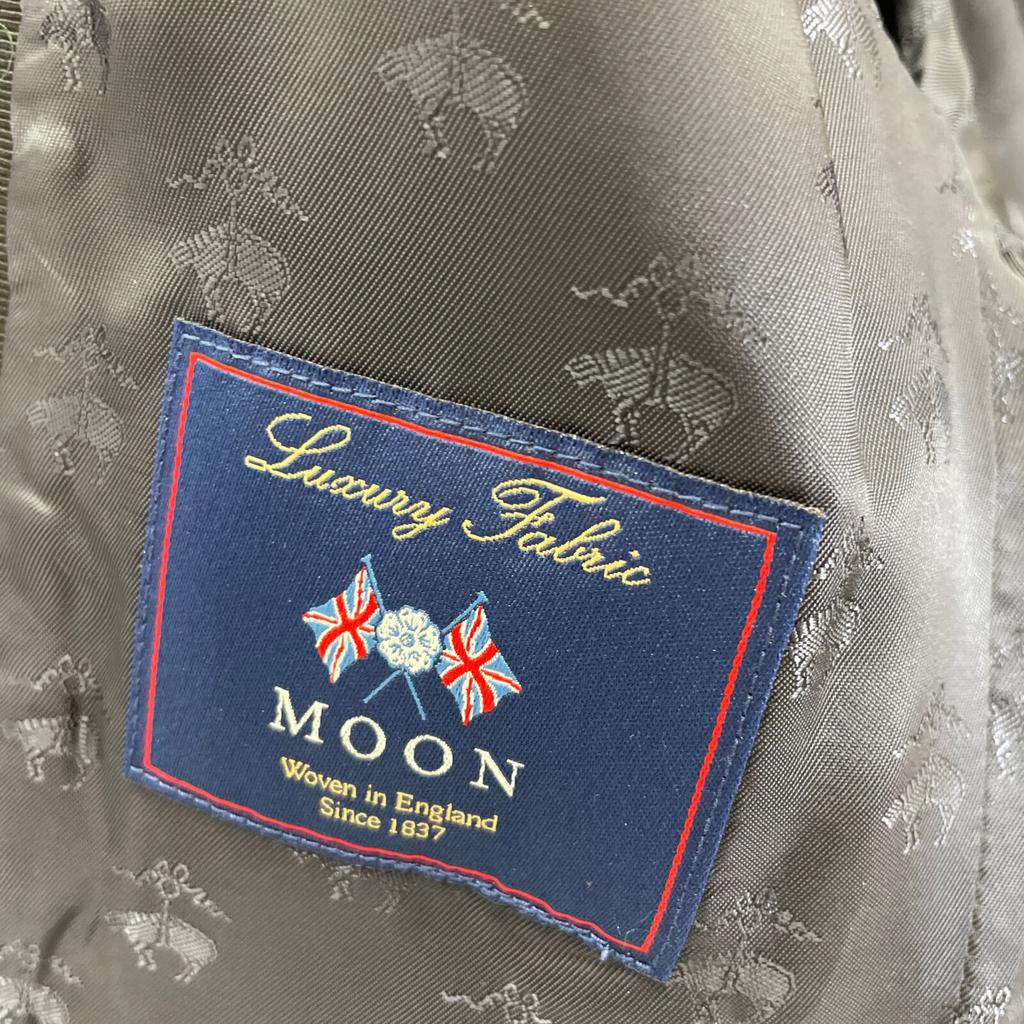 Luxury Fabric
MOON
Woven in England
Since 1837